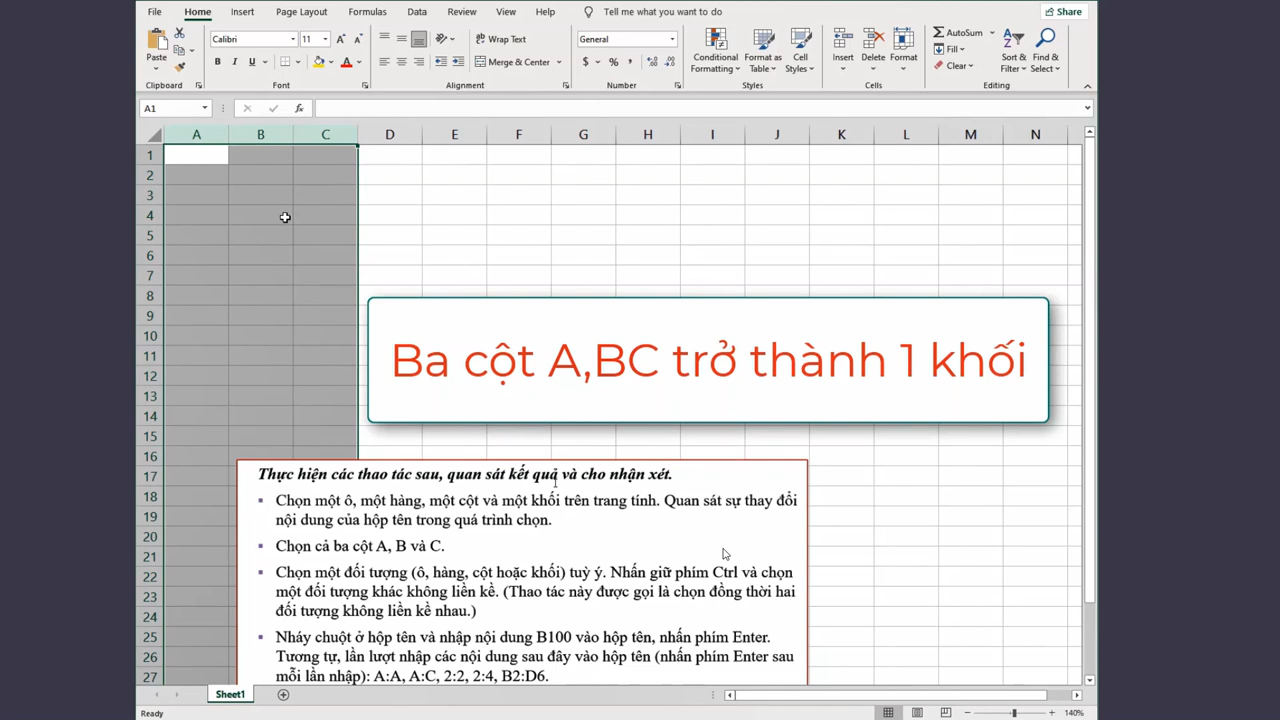 File Home Insert Page Layout Formulas Data Review View Help Tell me what you want to do Share
Calibri 11 Wrap Text General AutoSum
Paste Conditional Format as Cell Insert Delete Format Fill Sort & Find &
B I U Merge & Center $ % , Formatting Table Styles Clear Filter Select
Clipboard Font Alignment Number Styles Cells Editing
A1 fx
A B C D E F G H I J K L M N
1
2
3
4
5
6
7
8
9
10
11
12
13
14
15
16
17
18
19
20
21
22
23
24
25
26
27
Ba cột A,BC trở thành 1 khối
Thực hiện các thao tác sau, quan sát kết quả và cho nhận xét.
Chọn một ô, một hàng, một cột và một khối trên trang tính. Quan sát sự thay đổi
nội dung của hộp tên trong quá trình chọn.
Chọn cả ba cột A, B và C.
Chọn một đối tượng (ô, hàng, cột hoặc khối) tuỳ ý. Nhấn giữ phím Ctrl và chọn
một đối tượng khác không liền kề. (Thao tác này được gọi là chọn đồng thời hai
đối tượng không liền kề nhau.)
Nháy chuột ở hộp tên và nhập nội dung B100 vào hộp tên, nhấn phím Enter.
Tương tự, lần lượt nhập các nội dung sau đây vào hộp tên (nhấn phím Enter sau
mỗi lần nhập): A:A, A:C, 2:2, 2:4, B2:D6.
Sheet1
Ready 140%